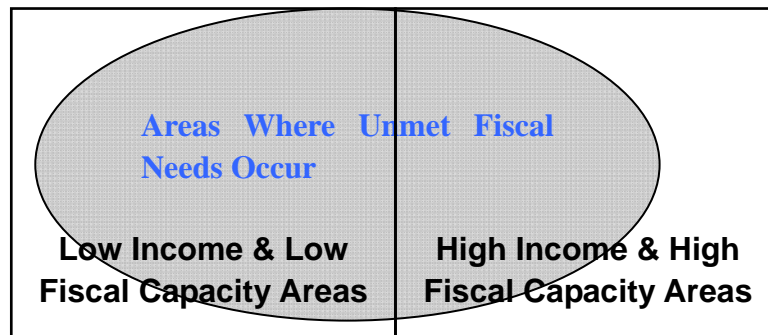 Areas Where Unmet Fiscal
Needs Occur
Low Income & Low
Fiscal Capacity Areas
High Income & High
Fiscal Capacity Areas